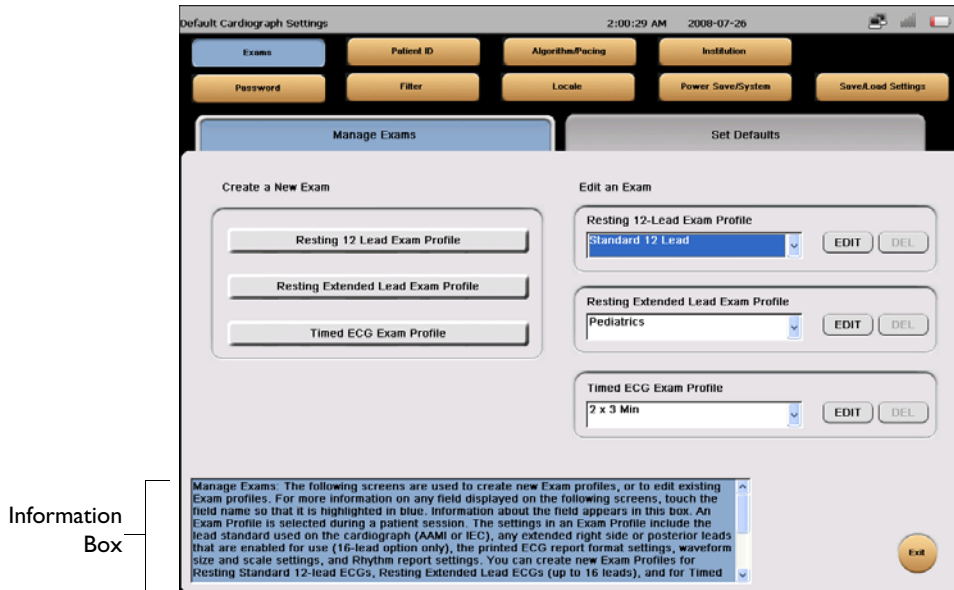 Default Cardiograph Settings 2:00:29 AM 2008-07-26
Exams Patient ID Algorithm/Pacing Institution
Password Filter Locale Power Save/System Save/Load Settings
Manage Exams Set Defaults
Create a New Exam
Resting 12 Lead Exam Profile
Resting Extended Lead Exam Profile
Timed ECG Exam Profile
Edit an Exam
Resting 12-Lead Exam Profile
Standard 12 Lead EDIT DEL
Resting Extended Lead Exam Profile
Pediatrics EDIT DEL
Timed ECG Exam Profile
2 x 3 Min EDIT DEL
Information
Box
Manage Exams: The following screens are used to create new Exam profiles, or to edit existing
Exam profiles. For more information on any field displayed on the following screens, touch the
field name so that it is highlighted in blue. Information about the field appears in this box. An
Exam Profile is selected during a patient session. The settings in an Exam Profile include the
lead standard used on the cardiograph (AAMI or IEC), any extended right side or posterior leads
that are enabled for use (16-lead option only), the printed ECG report format settings, waveform
size and scale settings, and Rhythm report settings. You can create new Exam Profiles for
Resting Standard 12-lead ECGs, Resting Extended Lead ECGs (up to 16 leads), and for Timed
Exit